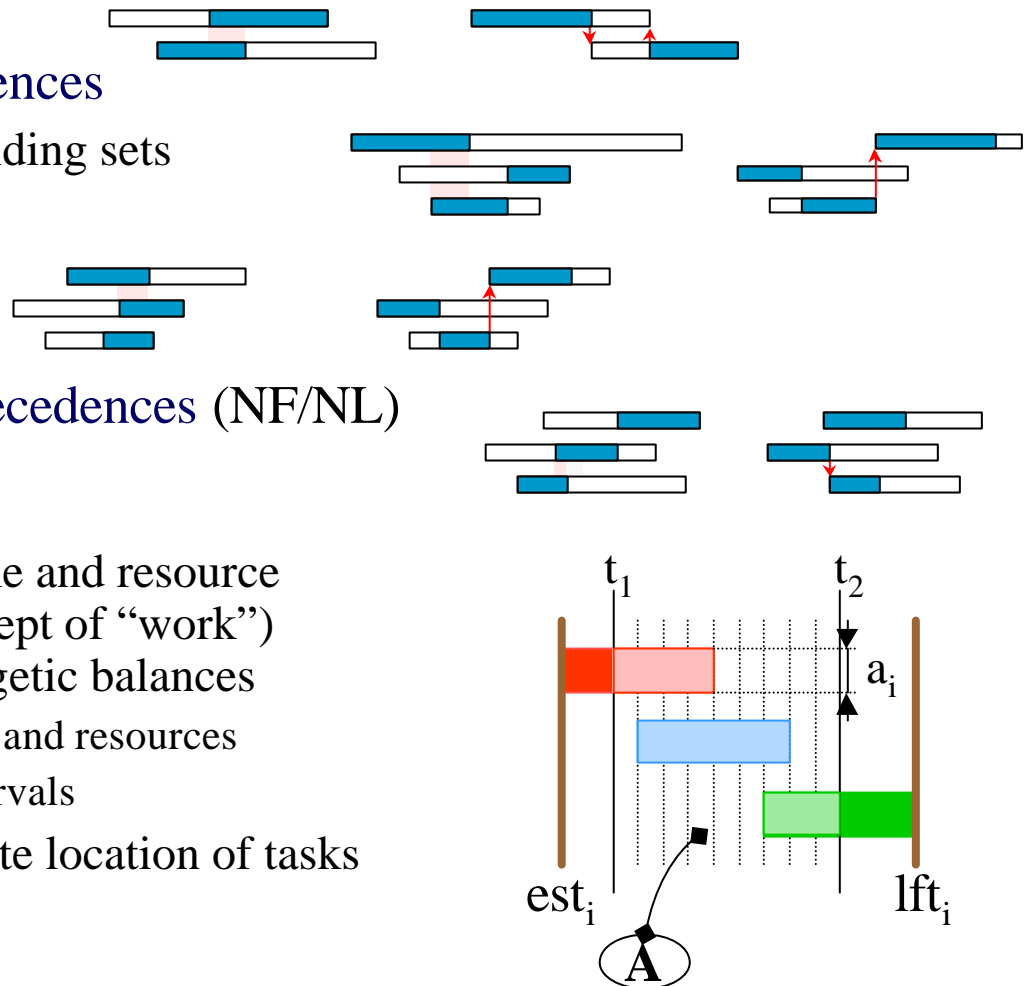 ences
ding sets
ecedences (NF/NL)
e and resource
ept of “work”)
getic balances
and resources
rvals
te location of tasks
t1 t2
ai
esti lfti
A